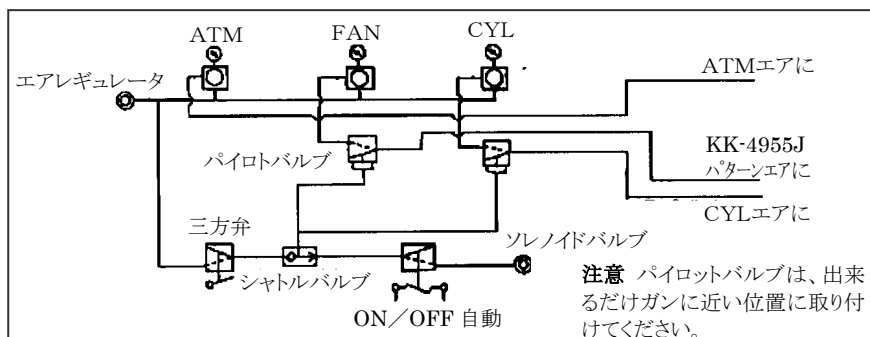 ATM
FAN
CYL
エアレギュレータ
ATMエアに
KK-4955J
パターンエアに
パイロトバルブ
CYLエアに
三方弁
ソレノイドバルブ
シャトルバルブ
ON／OFF 自動
注意 パイロットバルブは、出来
るだけガンに近い位置に取り付
けてください。